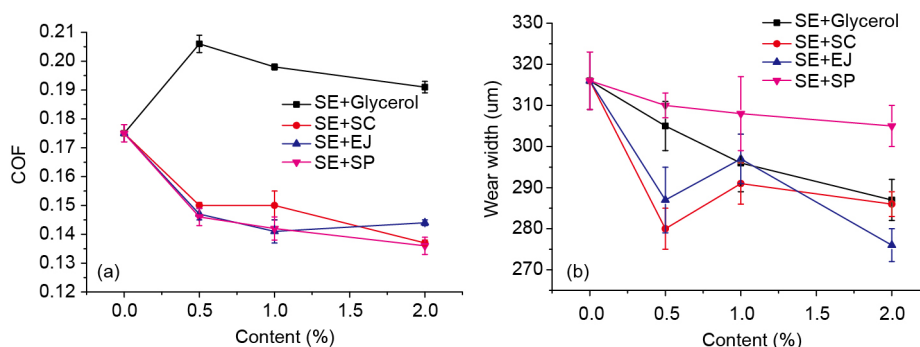 0.21
0.20
0.19
0.18
0.17
0.16
0.15
0.14
0.13
0.12
COF
SE+Glycerol
SE+SC
SE+EJ
SE+SP
(a)
0.0 0.5 1.0 1.5 2.0
Content (%)
330
320
310
300
290
280
270
Wear width (um)
SE+Glycerol
SE+SC
SE+EJ
SE+SP
(b)
0.0 0.5 1.0 1.5 2.0
Content (%)